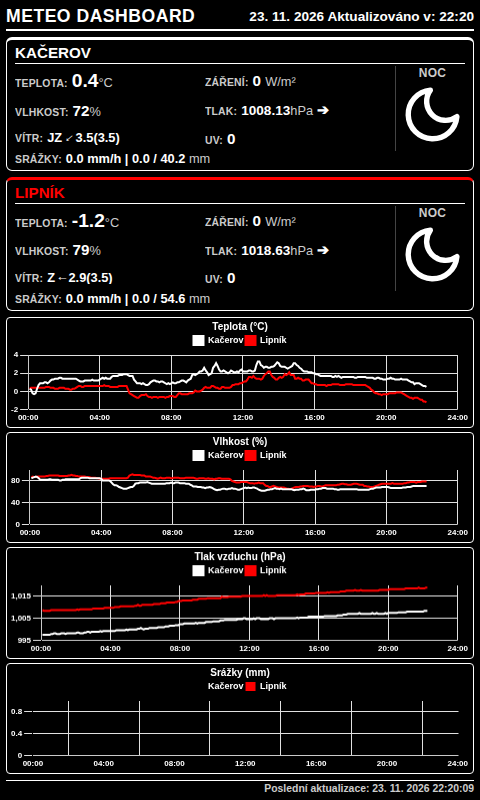 METEO DASHBOARD 23. 11. 2026 Aktualizováno v: 22:20
KAČEROV
TEPLOTA: 0.4°C ZÁŘENÍ: 0 W/m² NOC
VLHKOST: 72% TLAK: 1008.13hPa ➔
VÍTR: JZ ↙ 3.5(3.5) UV: 0
SRÁŽKY: 0.0 mm/h | 0.0 / 40.2 mm
LIPNÍK
TEPLOTA: -1.2°C ZÁŘENÍ: 0 W/m² NOC
VLHKOST: 79% TLAK: 1018.63hPa ➔
VÍTR: Z ←2.9(3.5) UV: 0
SRÁŽKY: 0.0 mm/h | 0.0 / 54.6 mm
Teplota (°C)
Kačerov Lipník
4
2
0
-2
00:00 04:00 08:00 12:00 16:00 20:00 24:00
Vlhkost (%)
Kačerov Lipník
80
40
0
00:00 04:00 08:00 12:00 16:00 20:00 24:00
Tlak vzduchu (hPa)
Kačerov Lipník
1,015
1,005
995
00:00 04:00 08:00 12:00 16:00 20:00 24:00
Srážky (mm)
Kačerov Lipník
0.8
0.4
0
00:00 04:00 08:00 12:00 16:00 20:00 24:00
Poslední aktualizace: 23. 11. 2026 22:20:09